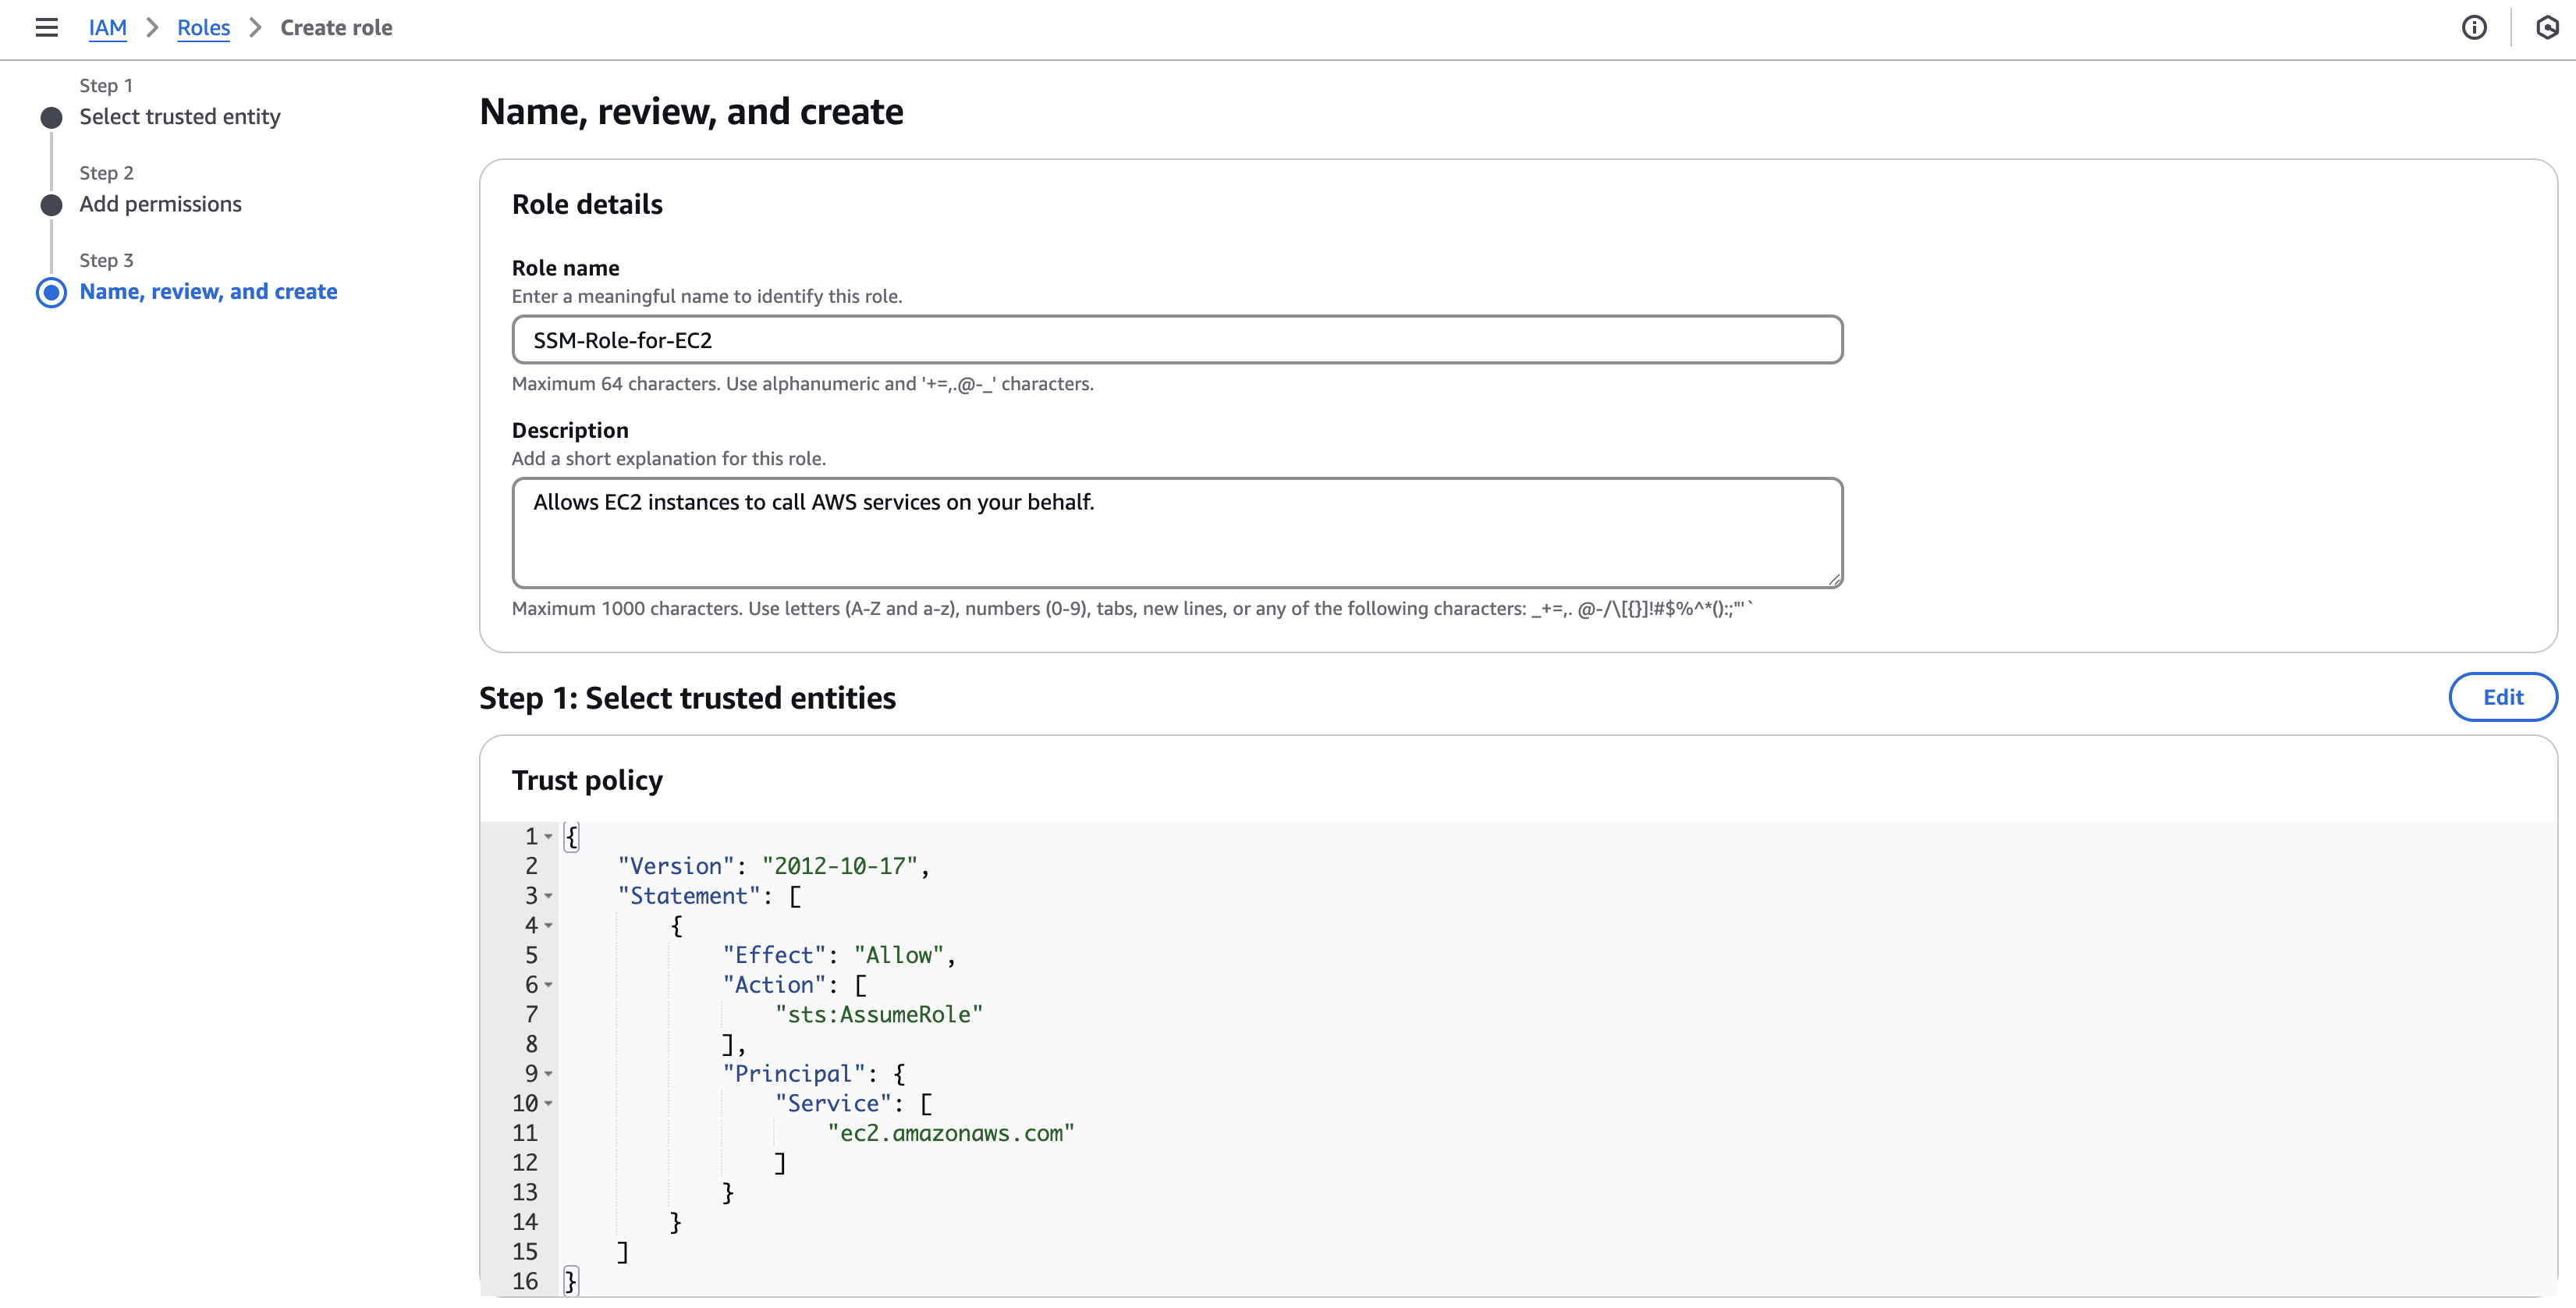 IAM > Roles > Create role
Step 1
Select trusted entity
Step 2
Add permissions
Step 3
Name, review, and create
Name, review, and create
Role details
Role name
Enter a meaningful name to identify this role.
SSM-Role-for-EC2
Maximum 64 characters. Use alphanumeric and '+=,.@-_' characters.
Description
Add a short explanation for this role.
Allows EC2 instances to call AWS services on your behalf.
Maximum 1000 characters. Use letters (A-Z and a-z), numbers (0-9), tabs, new lines, or any of the following characters: _+=,. @-/\[{}]!#$%^*();:"'`
Step 1: Select trusted entities
Edit
Trust policy
1 {
2     "Version": "2012-10-17",
3     "Statement": [
4         {
5             "Effect": "Allow",
6             "Action": [
7                 "sts:AssumeRole"
8             ],
9             "Principal": {
10                 "Service": [
11                     "ec2.amazonaws.com"
12                 ]
13             }
14         }
15     ]
16 }